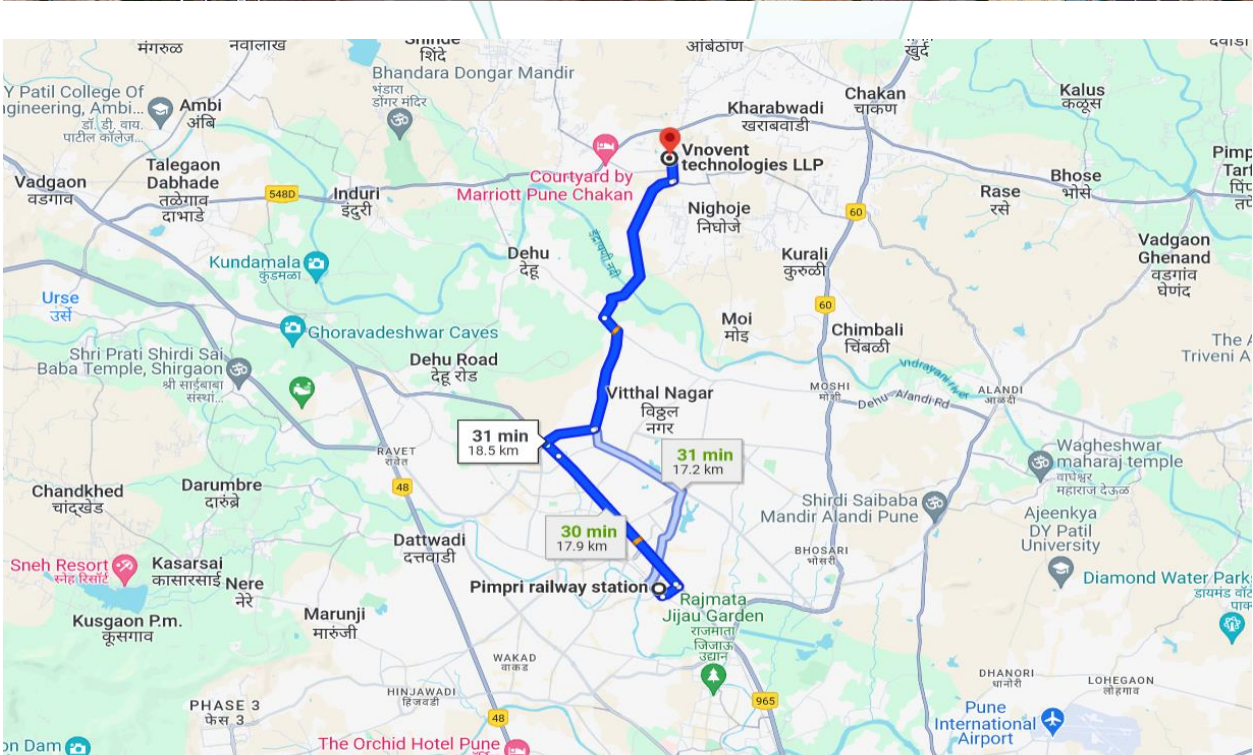 मंगरुळ
नवलाख
Shinde
शिंदे
आंबेठाण
खुर्द
Bhandara Dongar Mandir
भंडारा
डोंगर मंदिर
Y Patil College Of
ngineering, Ambi...
डॉ. डी. वाय.
पाटील कॉलेज...
Ambi
अंबि
Kharabwadi
खराबवाडी
Chakan
चाकण
Kalus
कळूस
Vnovent
technologies LLP
Courtyard by
Marriott Pune Chakan
Talegaon
Dabhade
तळेगाव
दाभाडे
Vadgaon
वडगाव
548D
Induri
इंदुरी
Nighoje
निघोजे
60
Rase
रसे
Bhose
भोसे
Dehu
देहू
Kurali
कुरुळी
Vadgaon
Ghenand
वडगांव
घेणंद
Kundamala
कुंडमळा
Urse
उर्से
60
Moi
मोइ
Chimbali
चिंबळी
Ghoravadeshwar Caves
Shri Prati Shirdi Sai
Baba Temple, Shirgaon
श्री साईबाबा
संस्था...
Dehu Road
देहू रोड
The A
Triveni A
Indrayani river
MOSHI
मोशी
Dehu-Alandi Rd
ALANDI
आळंदी
Vitthal Nagar
विठ्ठल
नगर
31 min
18.5 km
31 min
17.2 km
RAVET
रावेत
48
Wagheshwar
maharaj temple
वाघेश्वर
महाराज देऊळ
Chandkhed
चांदखेड
Darumbre
दारुंब्रे
Shirdi Saibaba
Mandir Alandi Pune
30 min
17.9 km
Dattwadi
दत्तवाडी
BHOSARI
भोसरी
Ajeenkya
DY Patil
University
Sneh Resort
स्नेह रिसॉर्ट
Kasarsai
कासारसाई
Nere
नेरे
Pimpri railway station
Diamond Water Park
Kusgaon P.m.
कुसगाव
Marunji
मारुंजी
Rajmata
Jijau Garden
राजमाता
जिजाऊ
उद्यान
WAKAD
वाकड
DHANORI
धानोरी
LOHEGAON
लोहगाव
HINJAWADI
हिंजवडी
PHASE 3
फेस 3
48
965
Pune
International
Airport
on Dam
The Orchid Hotel Pune